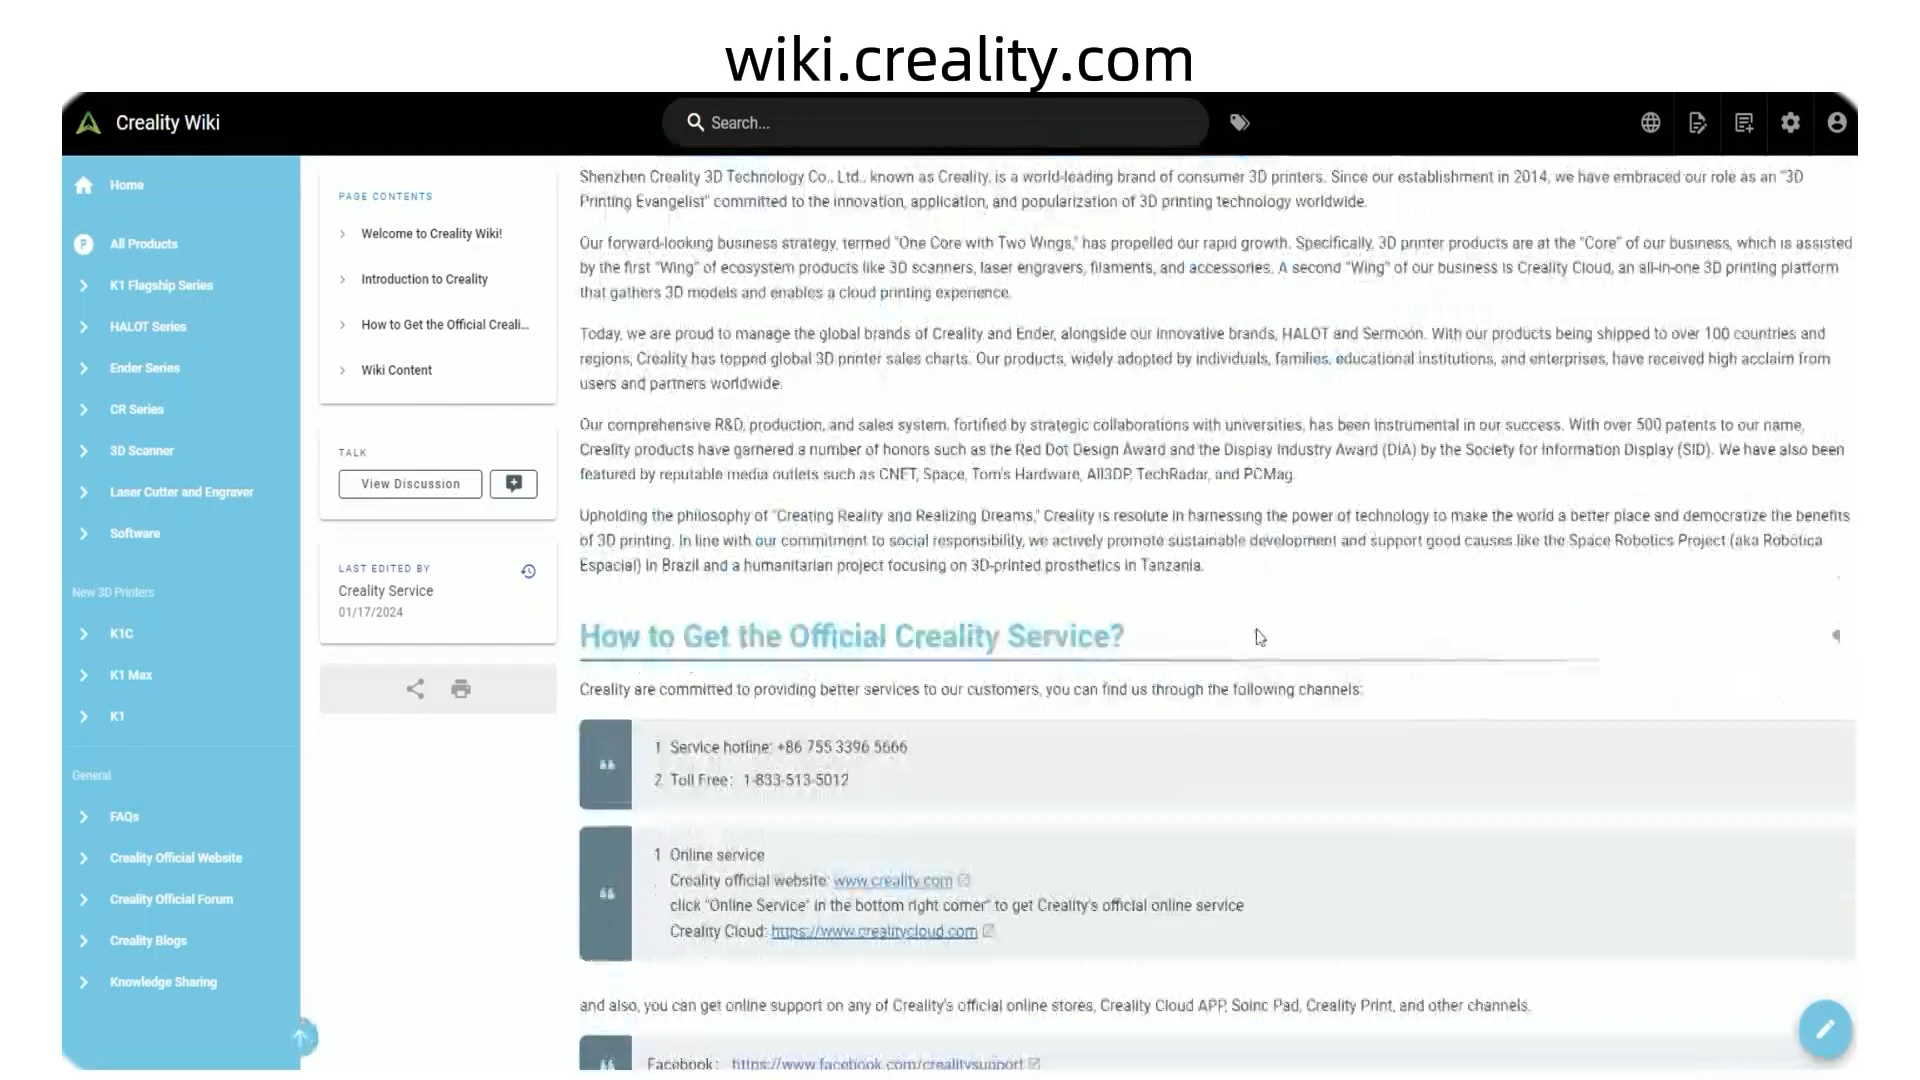 wiki.creality.com
Creality Wiki
Search...
Home
P
All Products
K1 Flagship Series
HALOT Series
Ender Series
CR Series
3D Scanner
Laser Cutter and Engraver
Software
New 3D Printers
K1C
K1 Max
K1
General
FAQs
Creality Official Website
Creality Official Forum
Creality Blogs
Knowledge Sharing
PAGE CONTENTS
Welcome to Creality Wiki!
Introduction to Creality
How to Get the Official Creali...
Wiki Content
TALK
View Discussion
LAST EDITED BY
Creality Service
01/17/2024
Shenzhen Creality 3D Technology Co., Ltd., known as Creality, is a world-leading brand of consumer 3D printers. Since our establishment in 2014, we have embraced our role as an "3D
Printing Evangelist" committed to the innovation, application, and popularization of 3D printing technology worldwide.
Our forward-looking business strategy, termed "One Core with Two Wings," has propelled our rapid growth. Specifically, 3D printer products are at the "Core" of our business, which is assisted
by the first "Wing" of ecosystem products like 3D scanners, laser engravers, filaments, and accessories. A second "Wing" of our business is Creality Cloud, an all-in-one 3D printing platform
that gathers 3D models and enables a cloud printing experience.
Today, we are proud to manage the global brands of Creality and Ender, alongside our innovative brands, HALOT and Sermoon. With our products being shipped to over 100 countries and
regions, Creality has topped global 3D printer sales charts. Our products, widely adopted by individuals, families, educational institutions, and enterprises, have received high acclaim from
users and partners worldwide.
Our comprehensive R&D, production, and sales system, fortified by strategic collaborations with universities, has been instrumental in our success. With over 500 patents to our name,
Creality products have garnered a number of honors such as the Red Dot Design Award and the Display Industry Award (DIA) by the Society for Information Display (SID). We have also been
featured by reputable media outlets such as CNET, Space, Tom's Hardware, All3DP, TechRadar, and PCMag.
Upholding the philosophy of "Creating Reality and Realizing Dreams," Creality is resolute in harnessing the power of technology to make the world a better place and democratize the benefits
of 3D printing. In line with our commitment to social responsibility, we actively promote sustainable development and support good causes like the Space Robotics Project (aka Robótica
Espacial) in Brazil and a humanitarian project focusing on 3D-printed prosthetics in Tanzania.
How to Get the Official Creality Service?
Creality are committed to providing better services to our customers, you can find us through the following channels:
1 Service hotline: +86 755 3396 5666
2. Toll Free： 1-833-513-5012
1 Online service
Creality official website: www.creality.com
click "Online Service" in the bottom right corner" to get Creality's official online service
Creality Cloud: https://www.crealitycloud.com
and also, you can get online support on any of Creality's official online stores, Creality Cloud APP, Soinc Pad, Creality Print, and other channels.
Facebook： https://www.facebook.com/crealitysupport